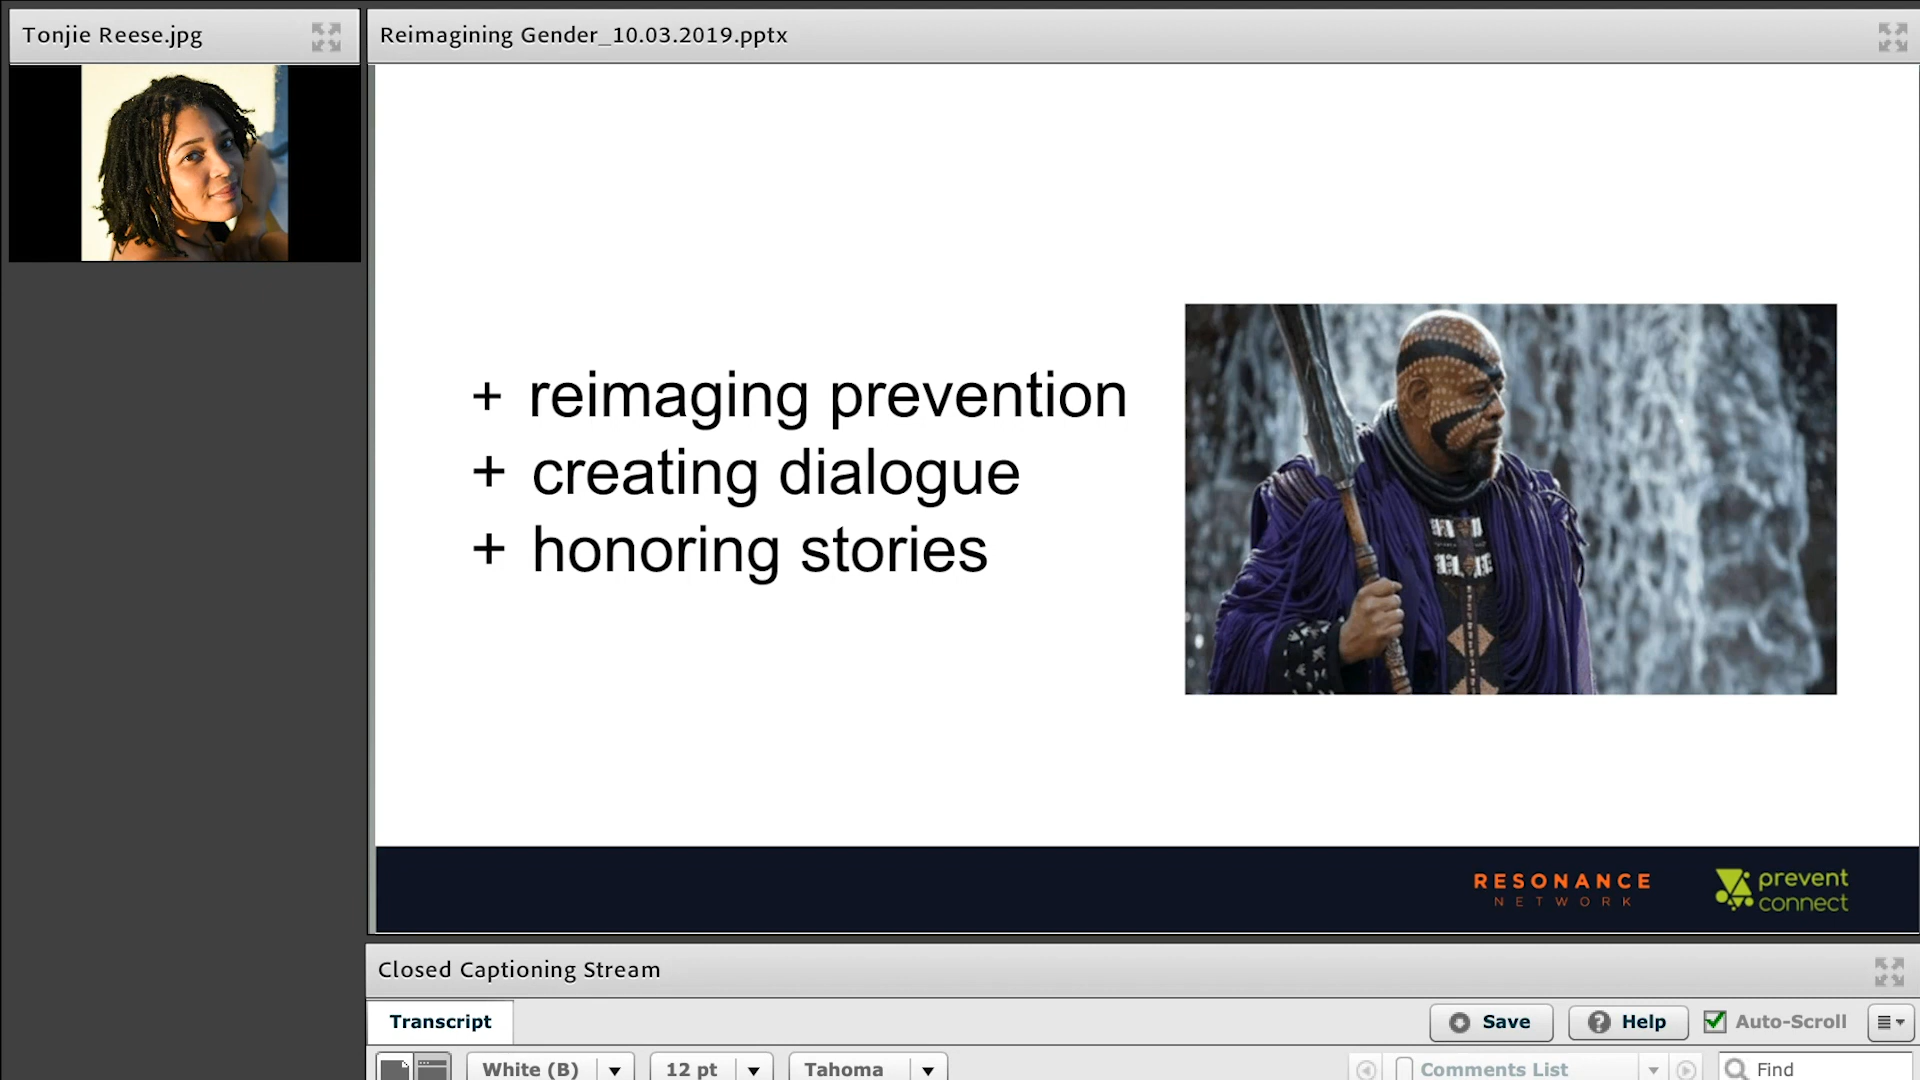 Tonjie Reese.jpg
Reimagining Gender_10.03.2019.pptx
+ reimaging prevention
+ creating dialogue
+ honoring stories
RESONANCE
NETWORK
prevent
connect
Closed Captioning Stream
Transcript
Save
Help
Auto-Scroll
White (B)
12 pt
Tahoma
Comments List
Find